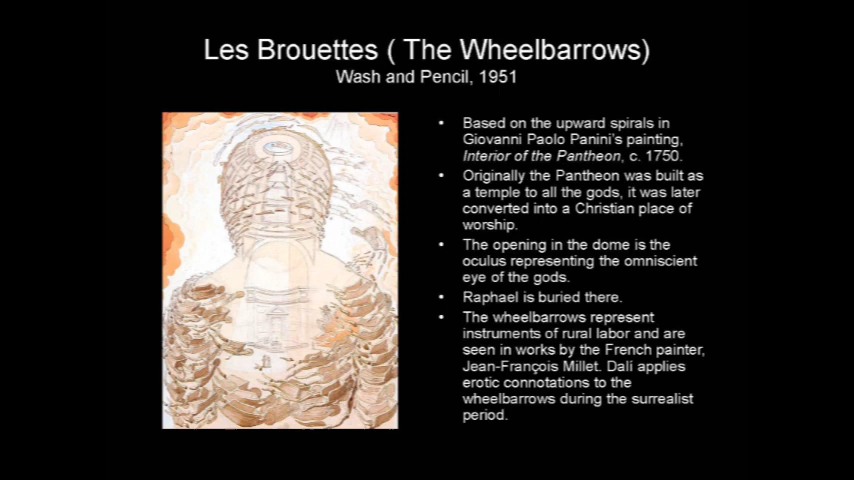 Les Brouettes ( The Wheelbarrows)
Wash and Pencil, 1951
• Based on the upward spirals in
Giovanni Paolo Panini's painting,
Interior of the Pantheon, c. 1750.
• Originally the Pantheon was built as
a temple to all the gods, it was later
converted into a Christian place of
worship.
• The opening in the dome is the
oculus representing the omniscient
eye of the gods.
• Raphael is buried there.
• The wheelbarrows represent
instruments of rural labor and are
seen in works by the French painter,
Jean-François Millet. Dalí applies
erotic connotations to the
wheelbarrows during the surrealist
period.